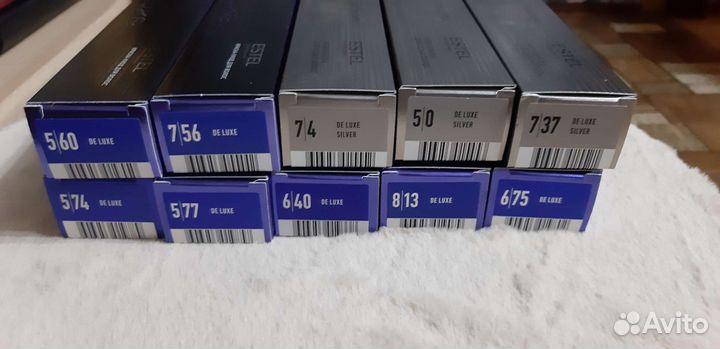 ESTEL
ESTEL
ESTEL
ESTEL
5/60 DE LUXE
7/56 DE LUXE
7/4 DE LUXE
SILVER
5/0 DE LUXE
SILVER
7/37 DE LUXE
SILVER
5/74 DE LUXE
5/77 DE LUXE
6/40 DE LUXE
8/13 DE LUXE
6/75 DE LUXE
Avito